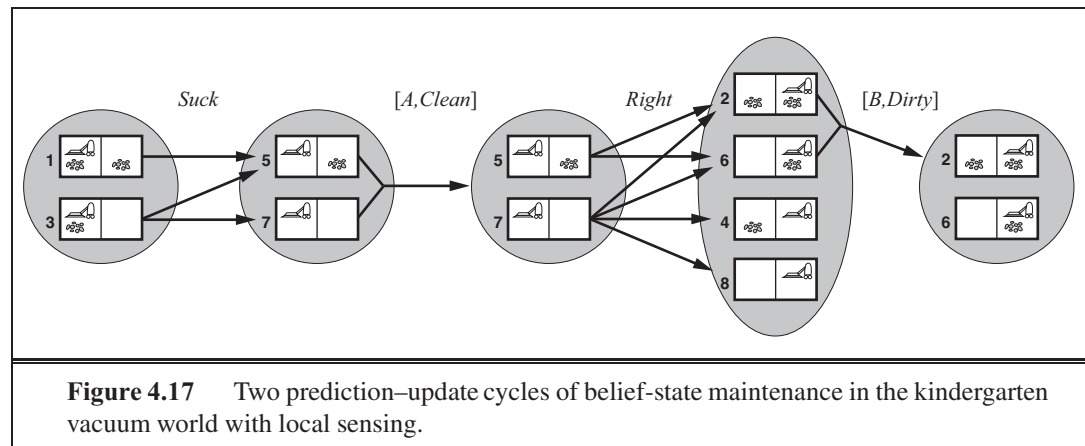 Suck
[A,Clean]
Right
[B,Dirty]
1
3
5
7
5
7
2
6
4
8
2
6
Figure 4.17 Two prediction–update cycles of belief-state maintenance in the kindergarten
vacuum world with local sensing.